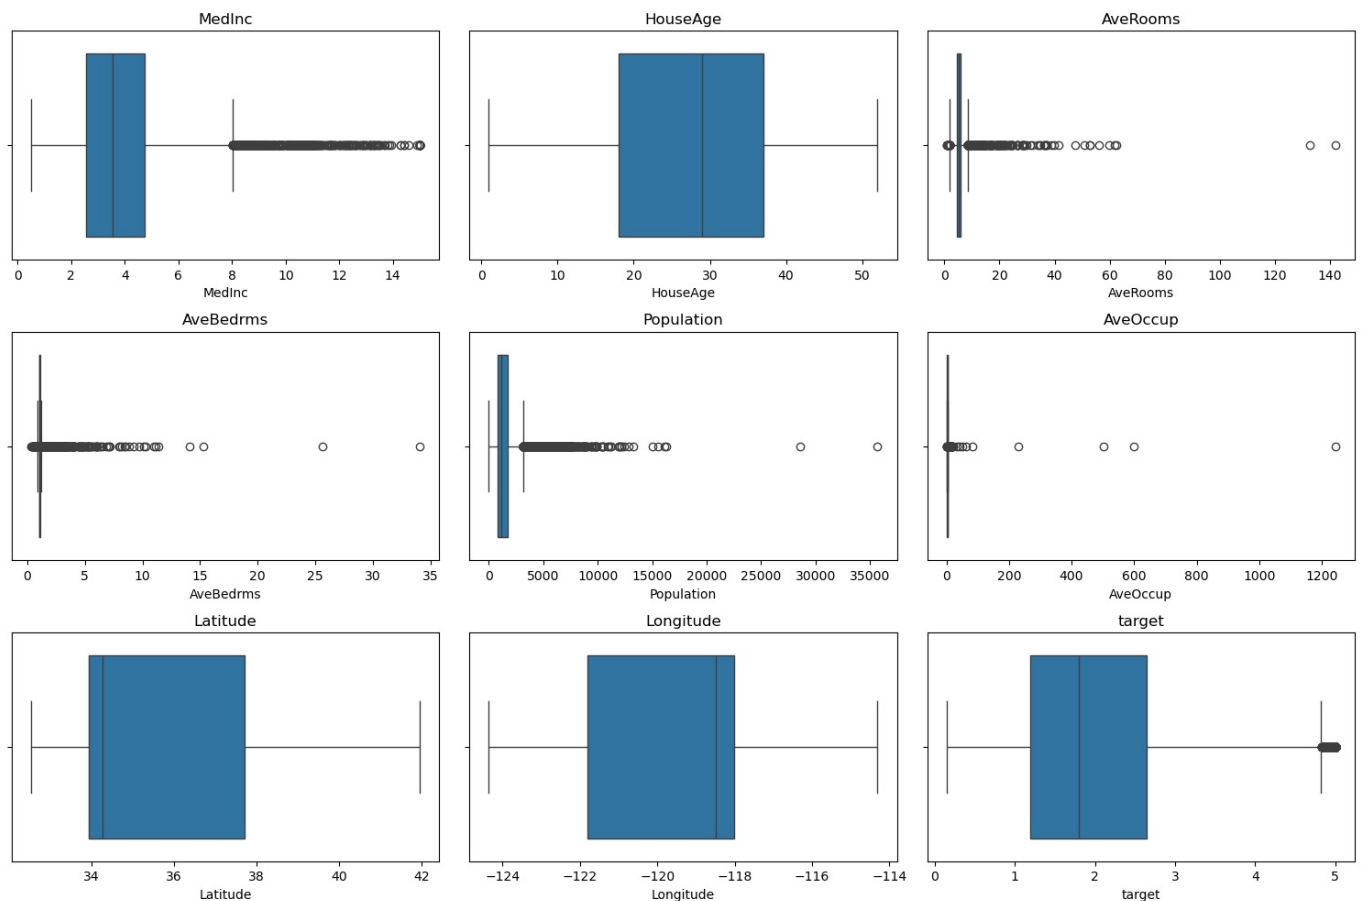 MedInc
HouseAge
AveRooms
0 2 4 6 8 10 12 14
0 10 20 30 40 50
0 20 40 60 80 100 120 140
MedInc
HouseAge
AveRooms
AveBedrms
Population
AveOccup
0 5 10 15 20 25 30 35
0 5000 10000 15000 20000 25000 30000 35000
0 200 400 600 800 1000 1200
AveBedrms
Population
AveOccup
Latitude
Longitude
target
34 36 38 40 42
−124 −122 −120 −118 −116 −114
0 1 2 3 4 5
Latitude
Longitude
target